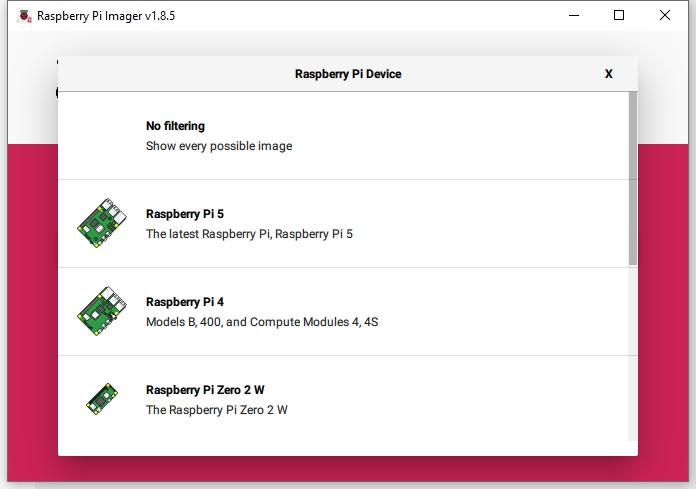 Raspberry Pi Imager v1.8.5
Raspberry Pi Device
X
No filtering
Show every possible image
Raspberry Pi 5
The latest Raspberry Pi, Raspberry Pi 5
Raspberry Pi 4
Models B, 400, and Compute Modules 4, 4S
Raspberry Pi Zero 2 W
The Raspberry Pi Zero 2 W